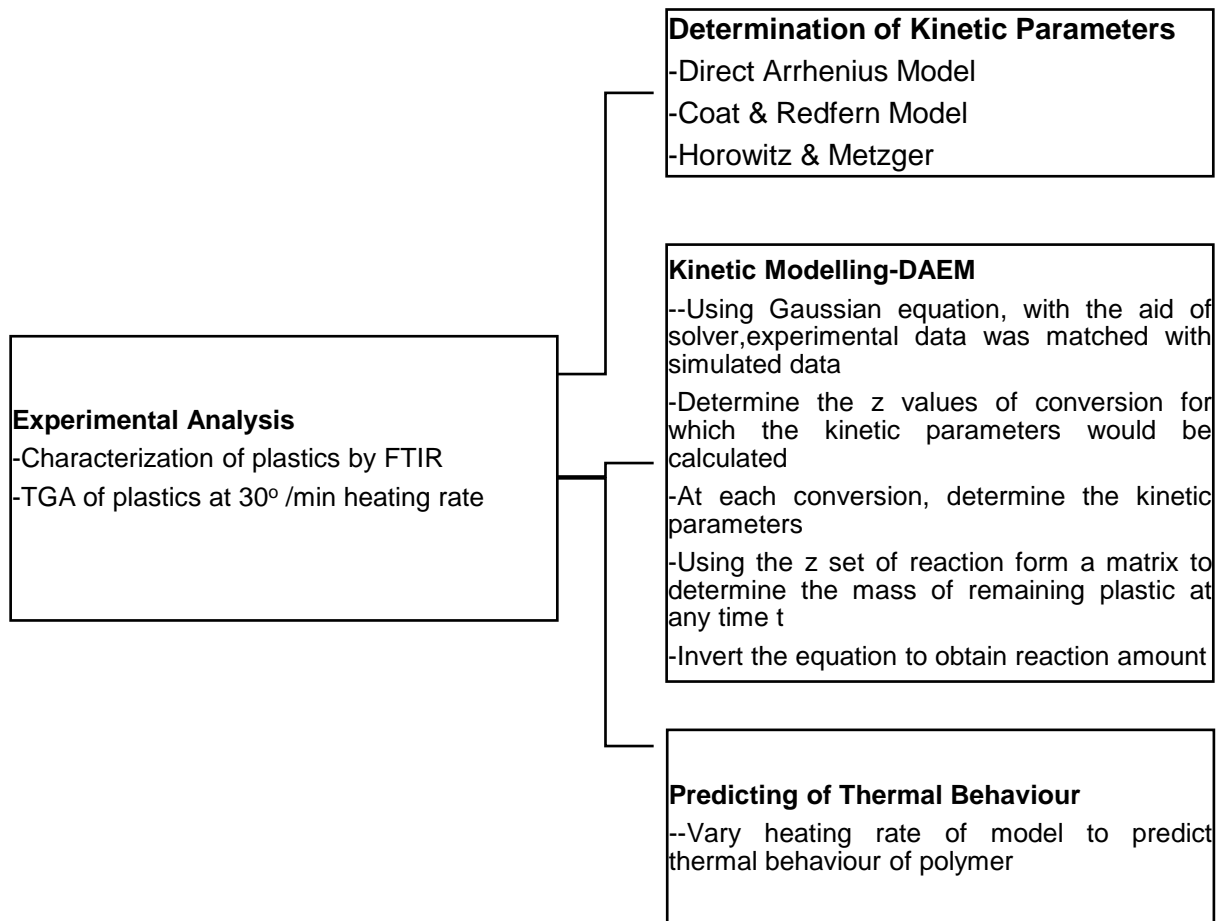 Determination of Kinetic Parameters
-Direct Arrhenius Model
-Coat & Redfern Model
-Horowitz & Metzger
Kinetic Modelling-DAEM
--Using Gaussian equation, with the aid of
solver,experimental data was matched with
simulated data
-Determine the z values of conversion for
which the kinetic parameters would be
calculated
-At each conversion, determine the kinetic
parameters
-Using the z set of reaction form a matrix to
determine the mass of remaining plastic at
any time t
-Invert the equation to obtain reaction amount
Experimental Analysis
-Characterization of plastics by FTIR
-TGA of plastics at 30º /min heating rate
Predicting of Thermal Behaviour
--Vary heating rate of model to predict
thermal behaviour of polymer